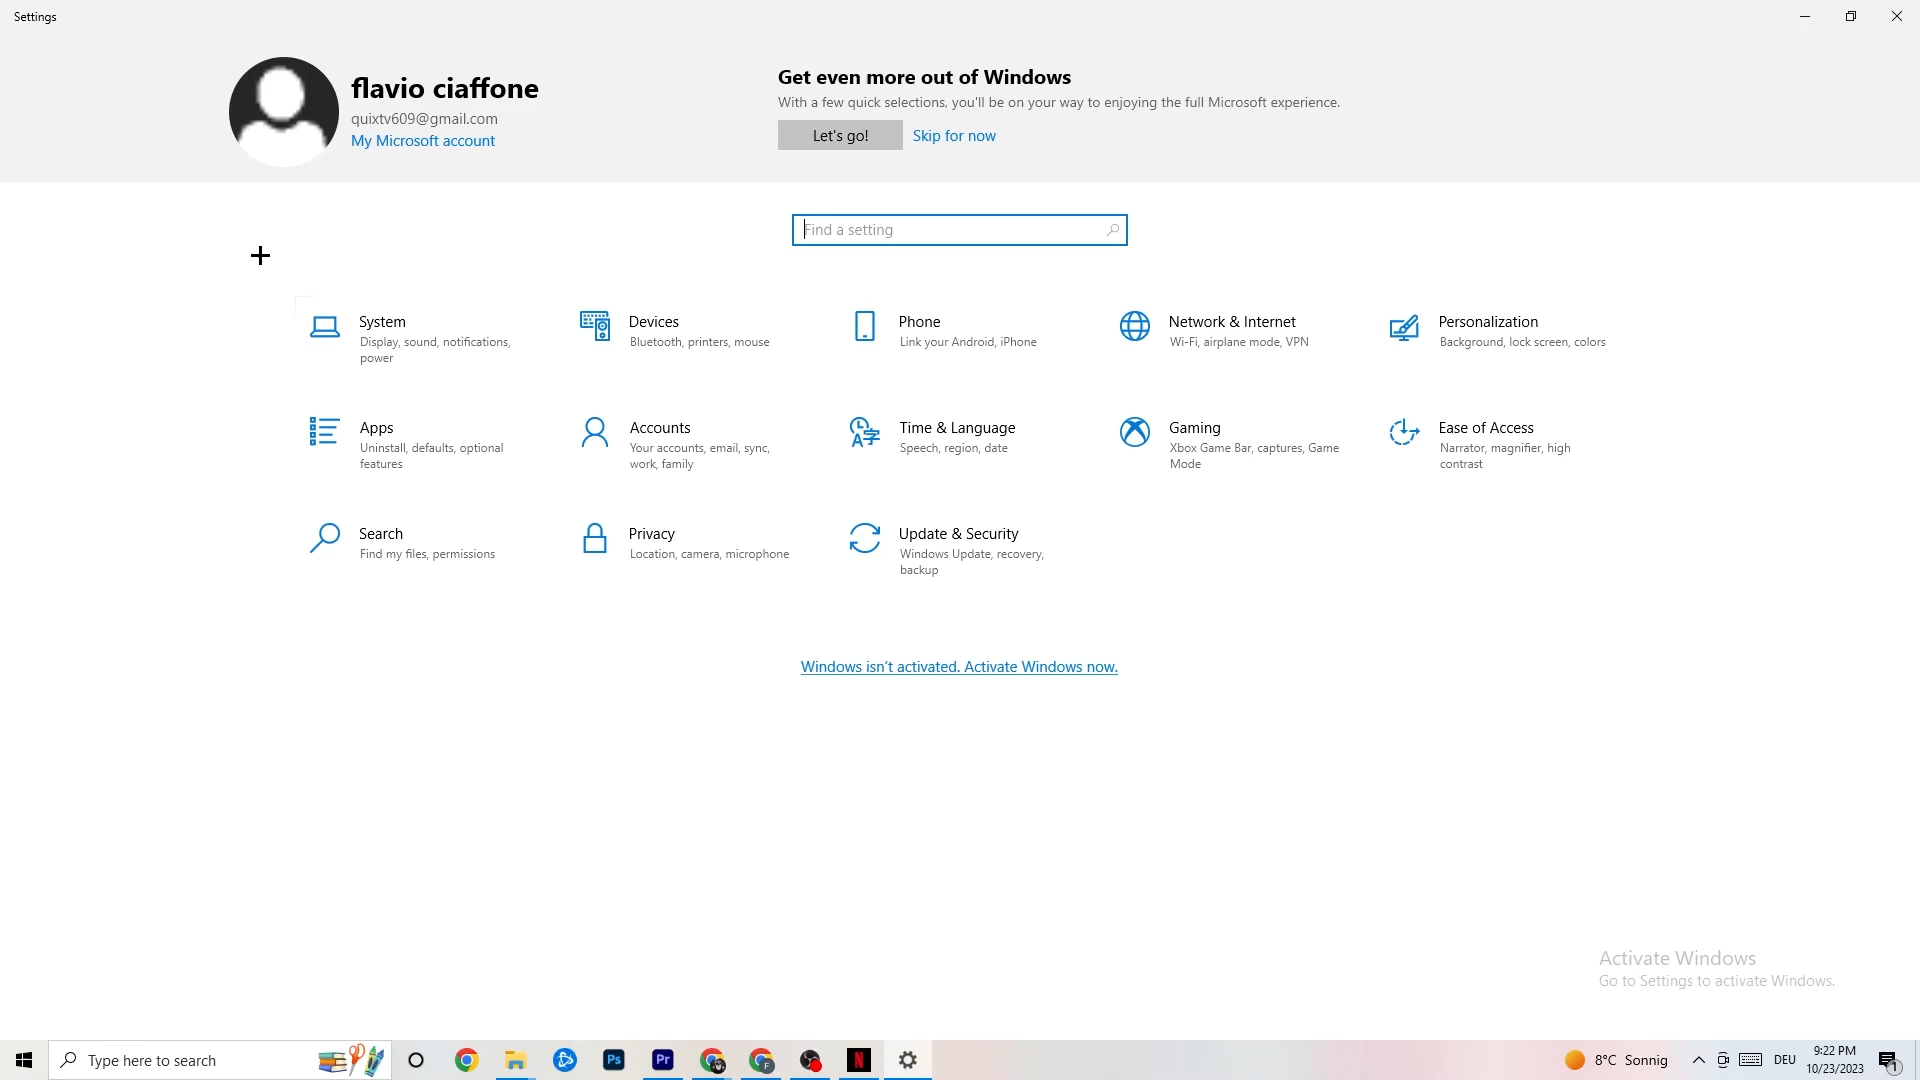 Settings
flavio ciaffone
quixtv609@gmail.com
My Microsoft account
Get even more out of Windows
With a few quick selections, you'll be on your way to enjoying the full Microsoft experience.
Let's go!
Skip for now
Find a setting
System
Display, sound, notifications,
power
Devices
Bluetooth, printers, mouse
Phone
Link your Android, iPhone
Network & Internet
Wi-Fi, airplane mode, VPN
Personalization
Background, lock screen, colors
Apps
Uninstall, defaults, optional
features
Accounts
Your accounts, email, sync,
work, family
Time & Language
Speech, region, date
Gaming
Xbox Game Bar, captures, Game
Mode
Ease of Access
Narrator, magnifier, high
contrast
Search
Find my files, permissions
Privacy
Location, camera, microphone
Update & Security
Windows Update, recovery,
backup
Windows isn't activated. Activate Windows now.
Activate Windows
Go to Settings to activate Windows.
Type here to search
Ps
Pr
F
N
8°C Sonnig
DEU
9:22 PM
10/23/2023
1